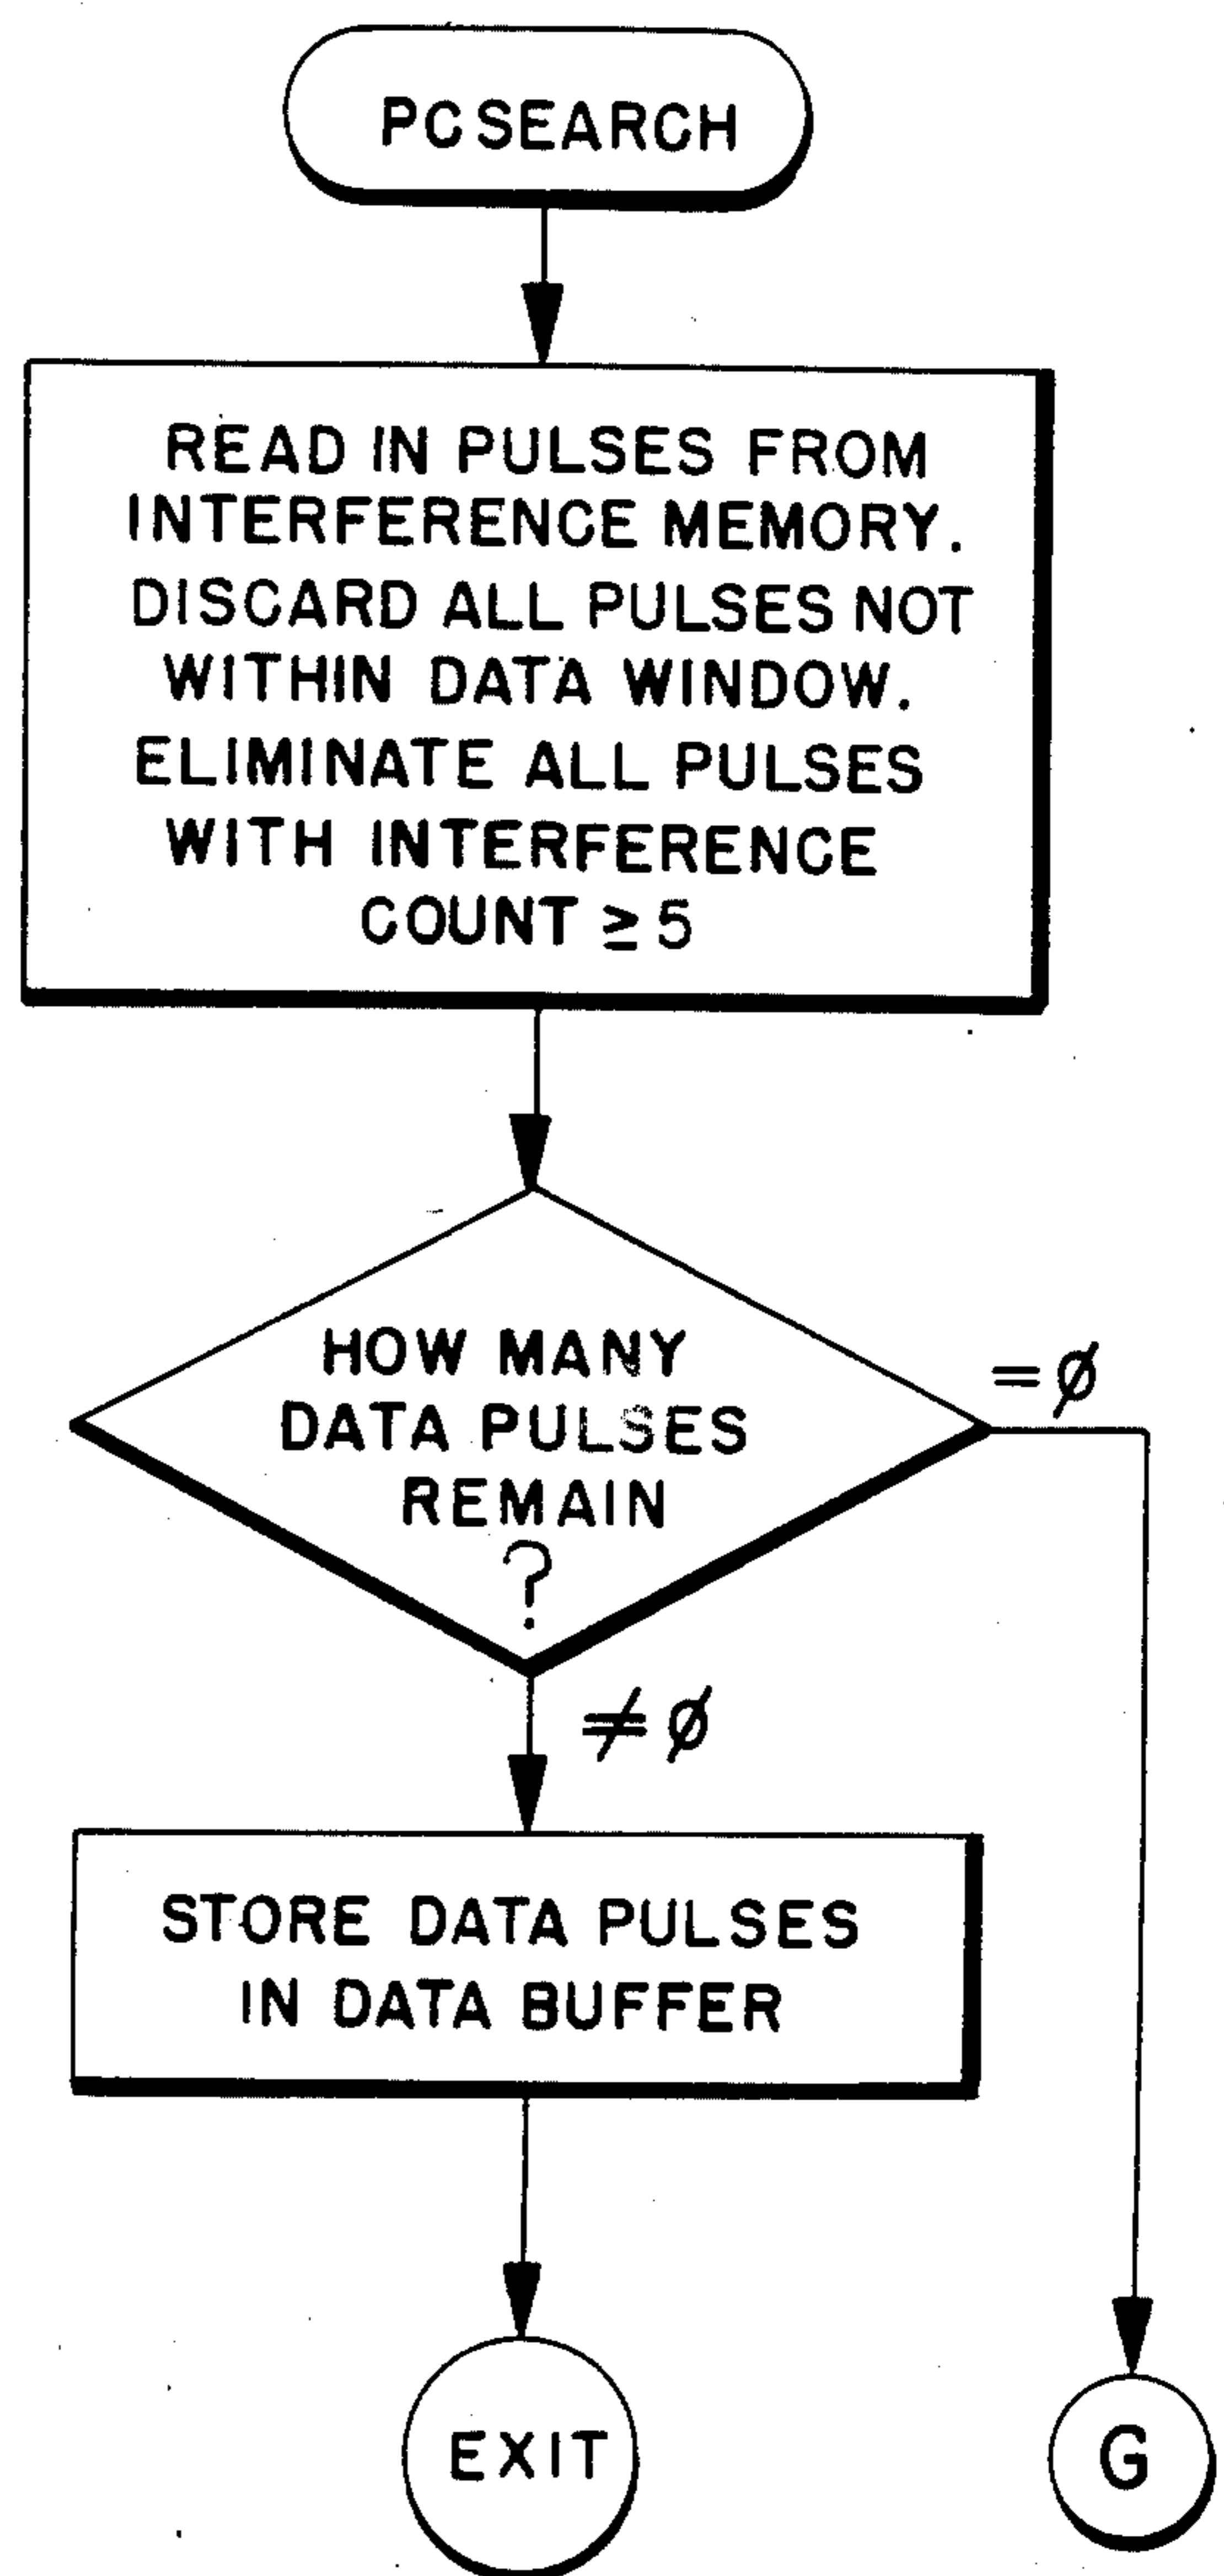 PC SEARCH
READ IN PULSES FROM
INTERFERENCE MEMORY.
DISCARD ALL PULSES NOT
WITHIN DATA WINDOW.
ELIMINATE ALL PULSES
WITH INTERFERENCE
COUNT ≥ 5
HOW MANY
DATA PULSES
REMAIN
?
= ∅
≠ ∅
STORE DATA PULSES
IN DATA BUFFER
EXIT
G